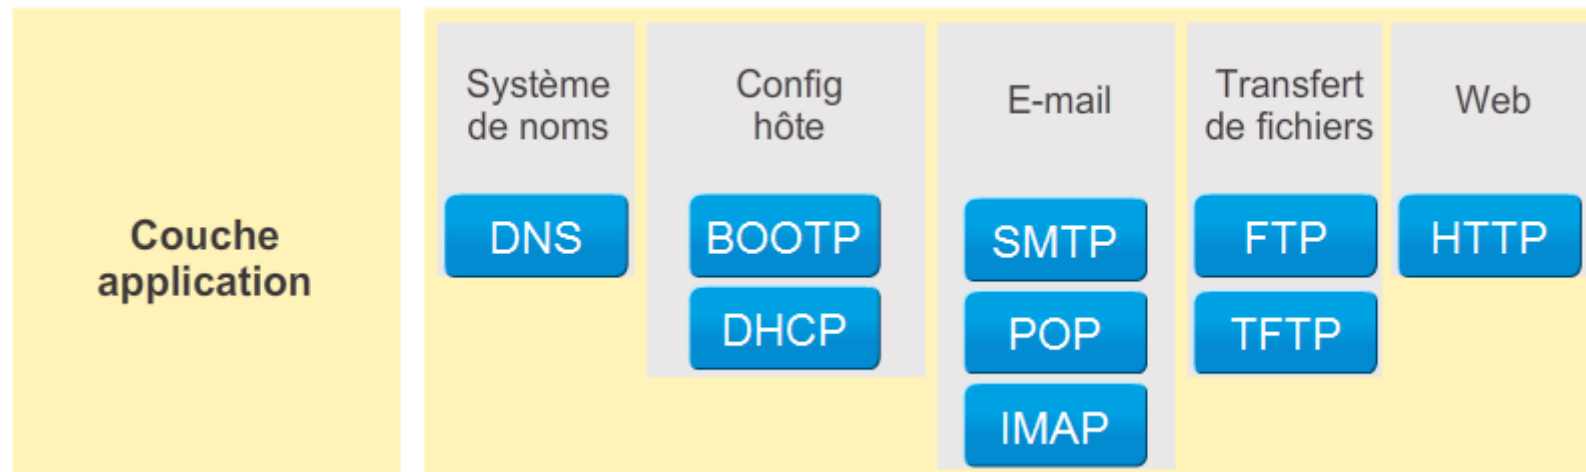 Couche
application
Système
de noms
DNS
Config
hôte
BOOTP
DHCP
E-mail
SMTP
POP
IMAP
Transfert
de fichiers
FTP
TFTP
Web
HTTP